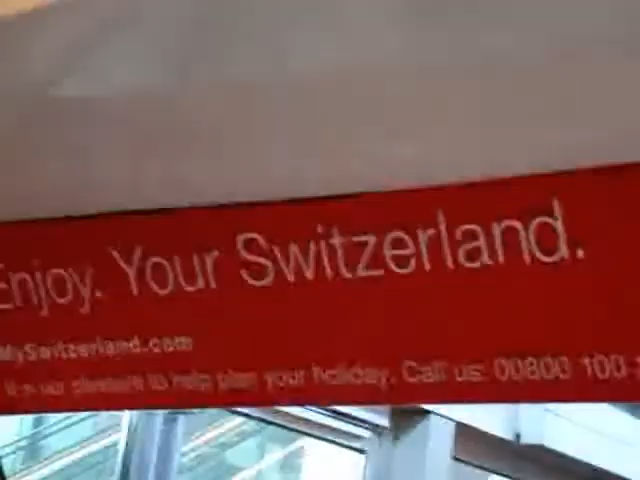 Enjoy. Your Switzerland.
MySwitzerland.com
It is our pleasure to help plan your holiday. Call us: 00800 100